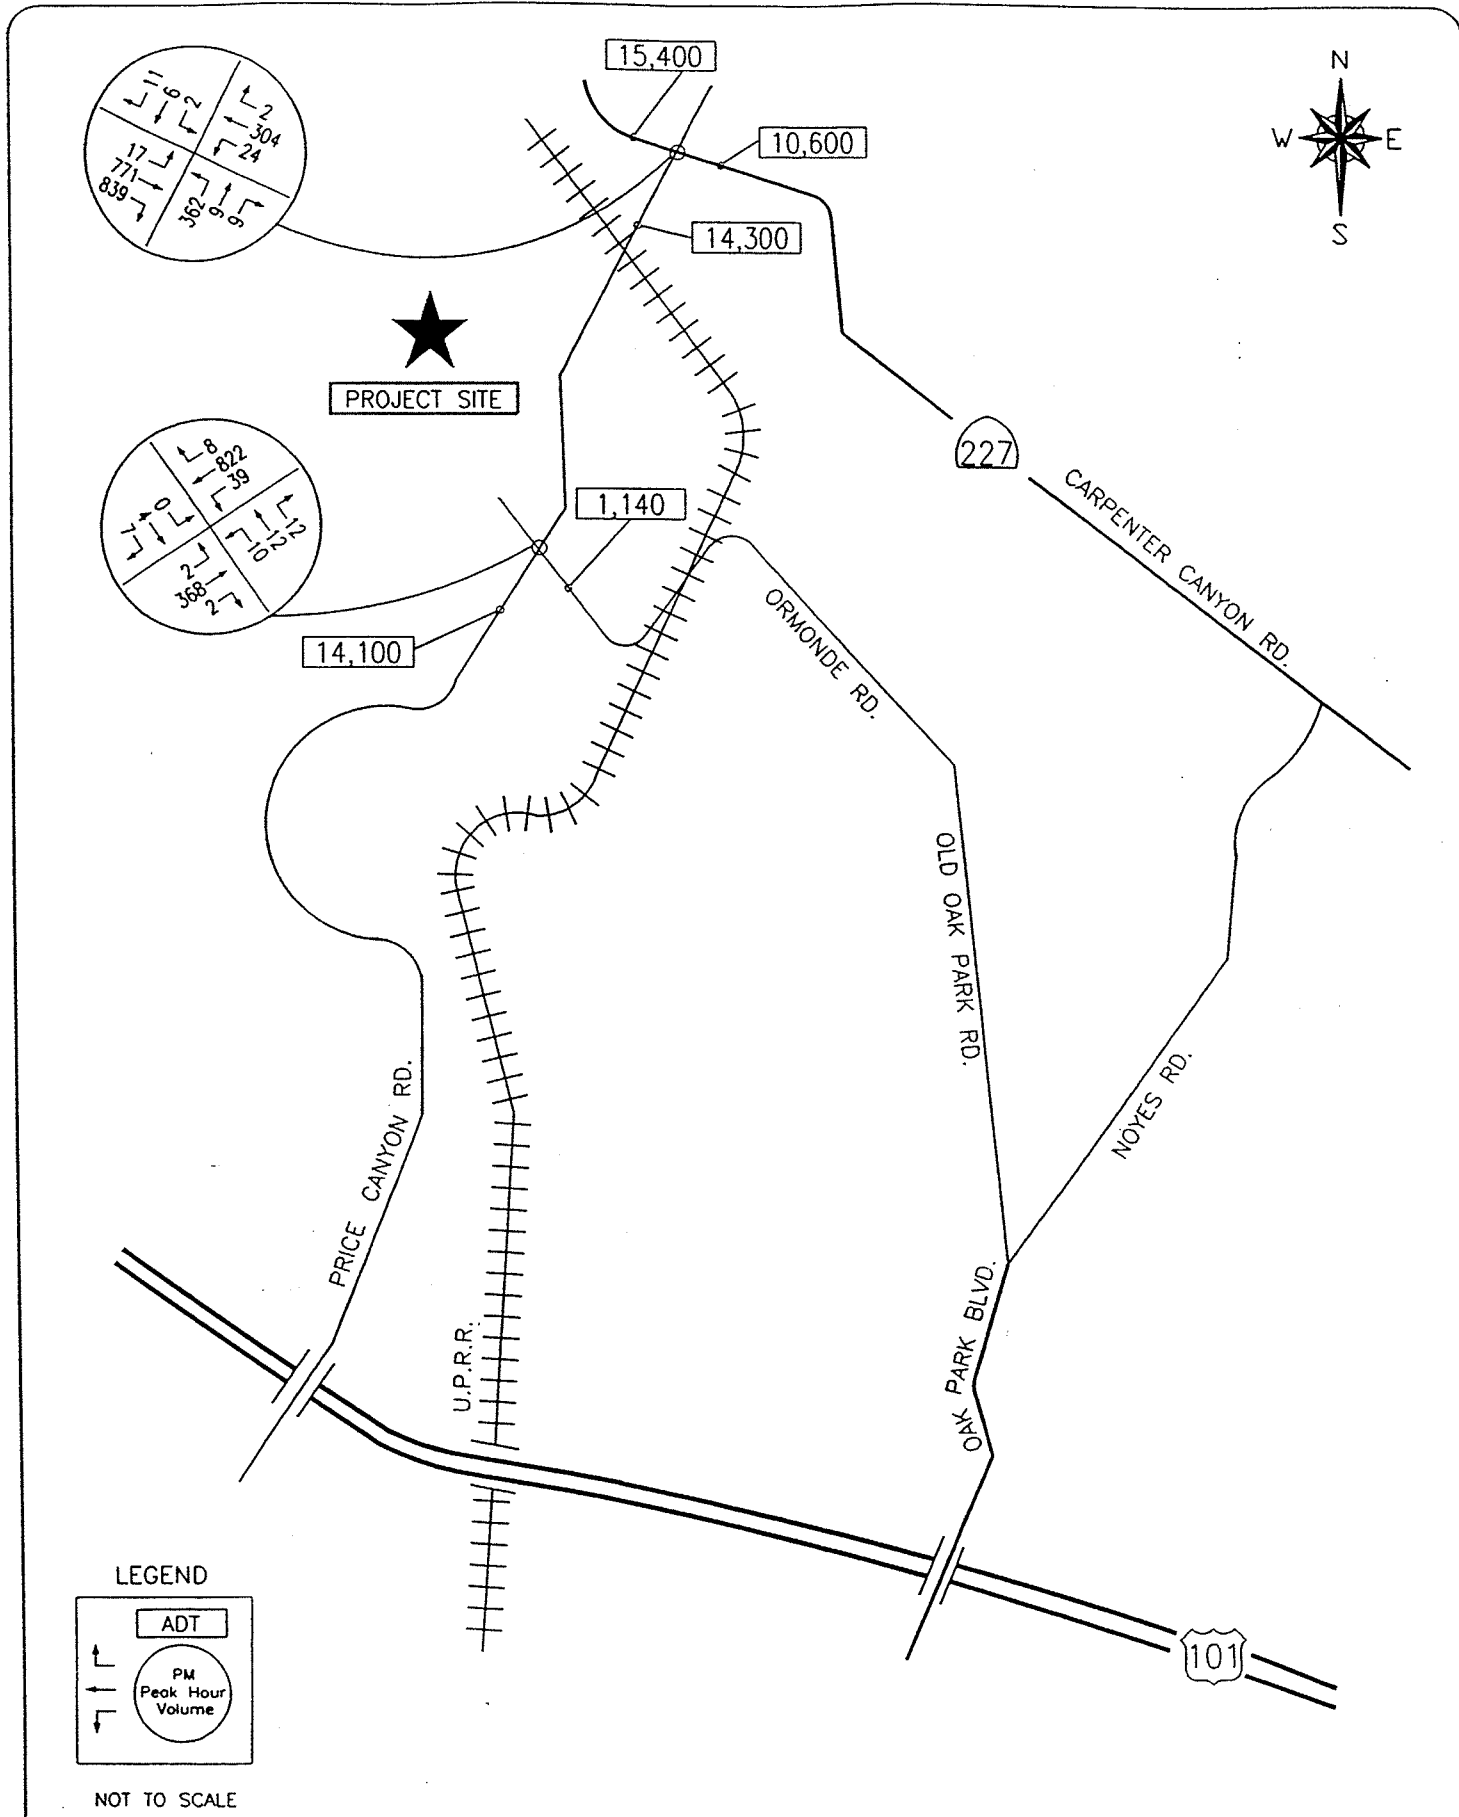 15,400
N
W E
S
10,600
11
6
2
2
304
24
17
771
839
362
9
9
14,300
PROJECT SITE
227
CARPENTER CANYON RD.
8
822
39
7
0
12
12
10
2
368
2
1,140
14,100
ORMONDE RD.
OLD OAK PARK RD.
NOYES RD.
PRICE CANYON RD.
U.P.R.R.
OAK PARK BLVD.
101
LEGEND
ADT
PM
Peak Hour
Volume
NOT TO SCALE